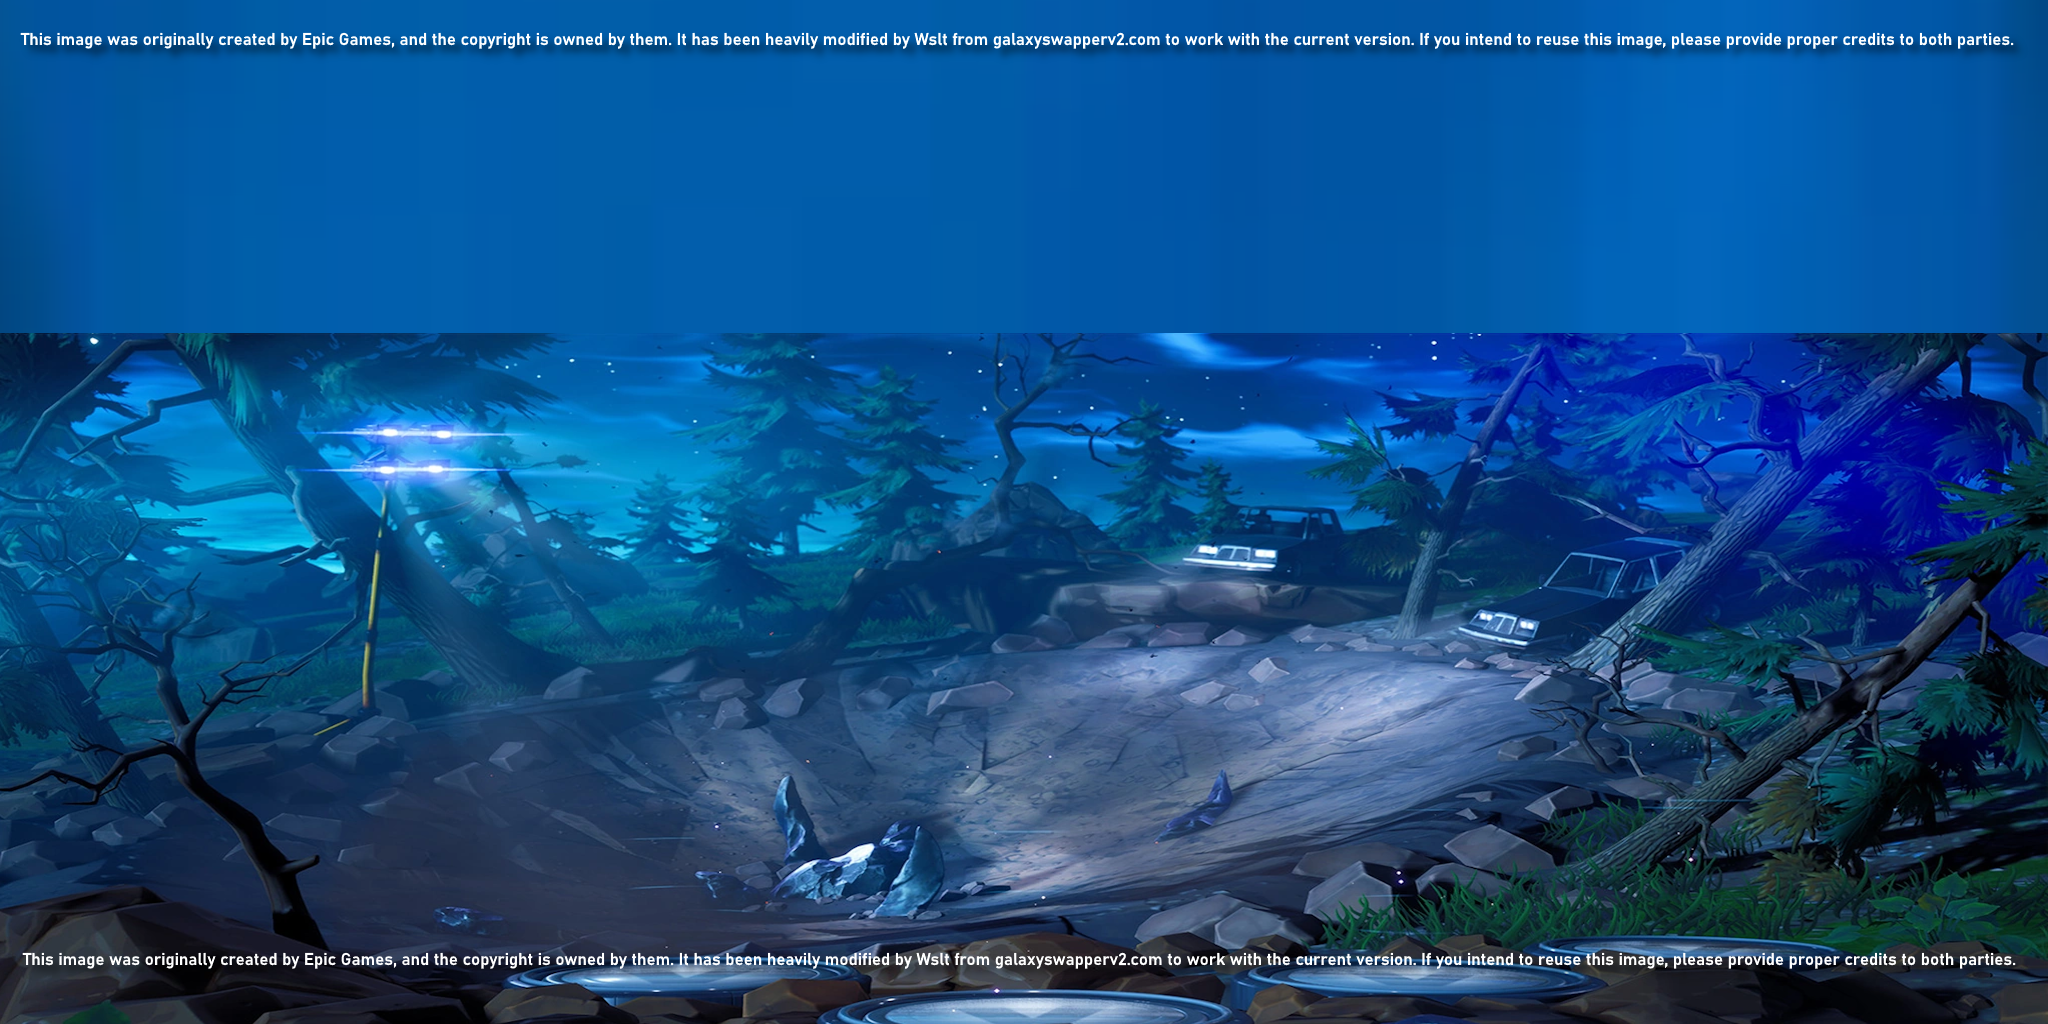 This image was originally created by Epic Games, and the copyright is owned by them. It has been heavily modified by Wslt from galaxyswapperv2.com to work with the current version. If you intend to reuse this image, please provide proper credits to both parties.
This image was originally created by Epic Games, and the copyright is owned by them. It has been heavily modified by Wslt from galaxyswapperv2.com to work with the current version. If you intend to reuse this image, please provide proper credits to both parties.